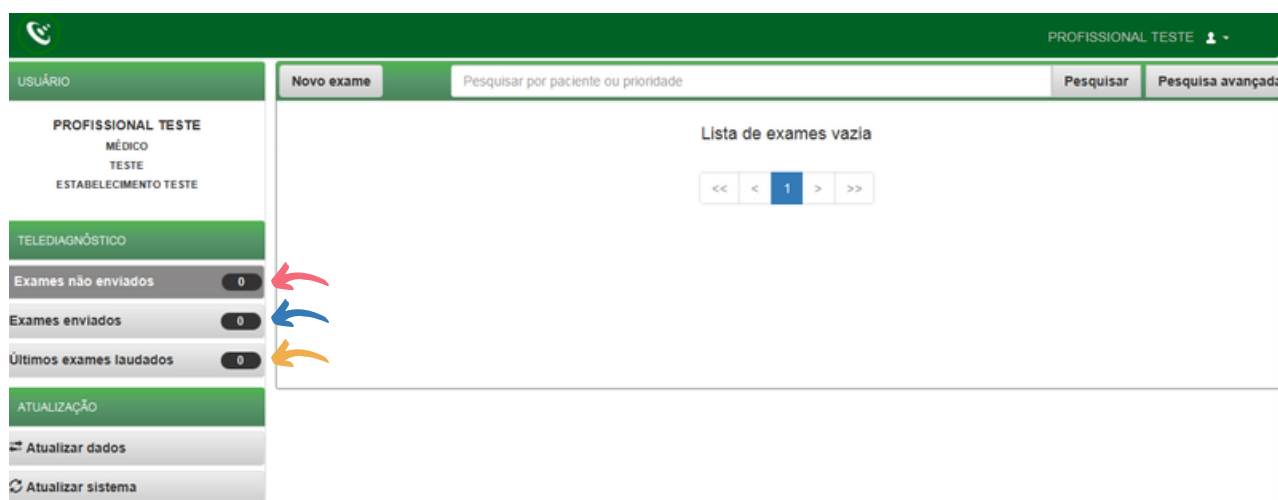 PROFISSIONAL TESTE
USUÁRIO
PROFISSIONAL TESTE
MÉDICO
TESTE
ESTABELECIMENTO TESTE
TELEDIAGNÓSTICO
Exames não enviados 0
Exames enviados 0
Últimos exames laudados 0
ATUALIZAÇÃO
Atualizar dados
Atualizar sistema
Novo exame Pesquisar por paciente ou prioridade Pesquisar Pesquisa avançada
Lista de exames vazia
<< < 1 > >>